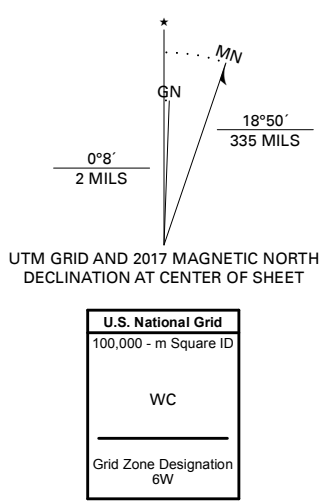 ★
MN
GN
18°50´
335 MILS
0°8´
2 MILS
UTM GRID AND 2017 MAGNETIC NORTH
DECLINATION AT CENTER OF SHEET
U.S. National Grid
100,000 - m Square ID
WC
Grid Zone Designation
6W